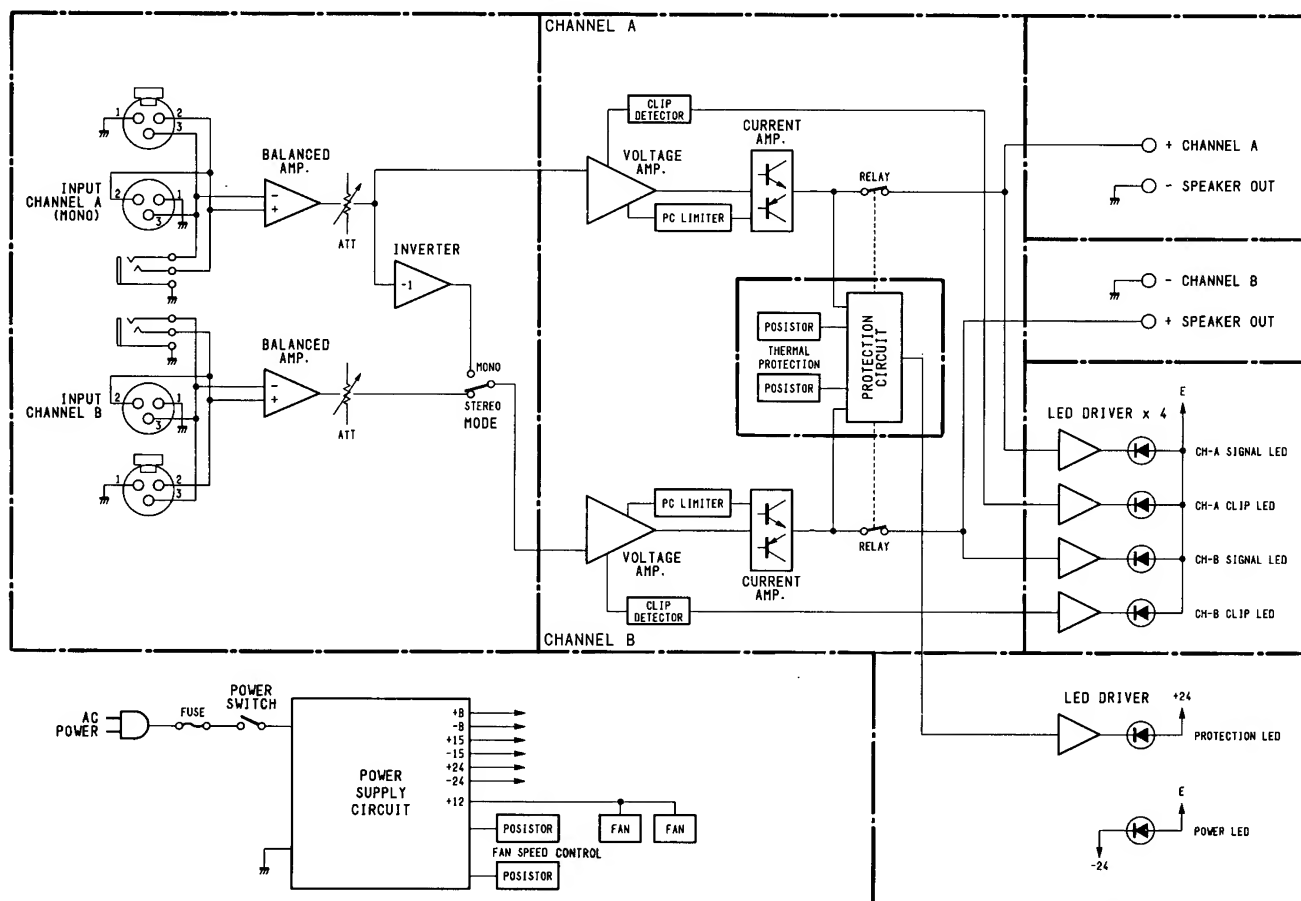 CHANNEL A
1
2
3
INPUT
CHANNEL A
(MONO)
2
1
3
BALANCED
AMP.
-
+
ATT
INVERTER
-1
CLIP
DETECTOR
VOLTAGE
AMP.
CURRENT
AMP.
PC LIMITER
RELAY
+ CHANNEL A
- SPEAKER OUT
- CHANNEL B
+ SPEAKER OUT
POSISTOR
THERMAL
PROTECTION
POSISTOR
PROTECTION
CIRCUIT
BALANCED
AMP.
-
+
ATT
MONO
STEREO
MODE
INPUT
CHANNEL B
2
1
3
1
2
3
PC LIMITER
VOLTAGE
AMP.
CURRENT
AMP.
RELAY
CLIP
DETECTOR
CHANNEL B
LED DRIVER x 4
E
CH-A SIGNAL LED
CH-A CLIP LED
CH-B SIGNAL LED
CH-B CLIP LED
AC
POWER
FUSE
POWER
SWITCH
POWER
SUPPLY
CIRCUIT
+8
-8
+15
-15
+24
-24
+12
POSISTOR
FAN
FAN
FAN SPEED CONTROL
POSISTOR
LED DRIVER
+24
PROTECTION LED
E
POWER LED
-24